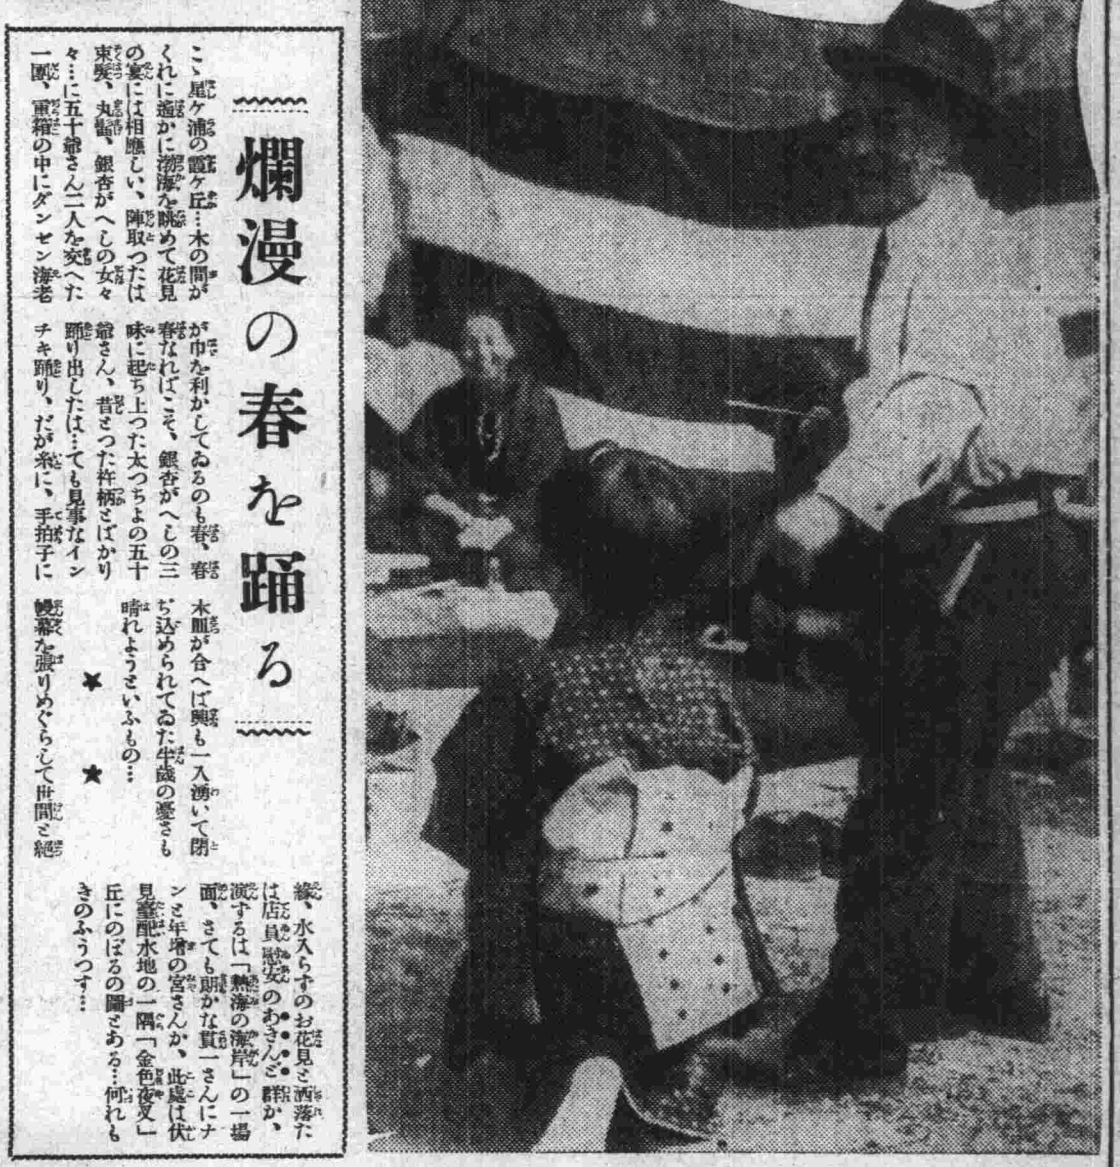 爛漫の春を踊る
こゝ星ケ浦の霞ケ丘…木の間が
くれに遙かに渤海を眺めて花見
の宴には相應しい、陣取つたは
束髮、丸髷、銀杏がへしの女々
々…に五十爺さん二人を交へた
一團、重箱の中にダンゼン海老
が巾を利かしてゐるのも春、春
春なればこそ、銀杏がへしの三
味に起ち上つた太つちよの五十
爺さん、昔とつた杵柄とばかり
踊り出したは…ても見事なイン
チキ踊り、だが糸に、手拍子に
木皿が合へば興も一入湧いて閉
ぢ込められてゐた半歳の憂さも
晴れようといふもの…
★ ★
幔幕を張りめぐらして世間と絕
緣、水入らずのお花見と洒落た
は店員慰安のあきんど群か、
演ずるは「熱海の海岸」の一場
面、さても朗かな貫一さんにナ
ンと年增の宮さんか、此處は伏
見臺配水地の一隅「金色夜叉」
丘にのぼるの圖とある…何れも
きのふうつす…